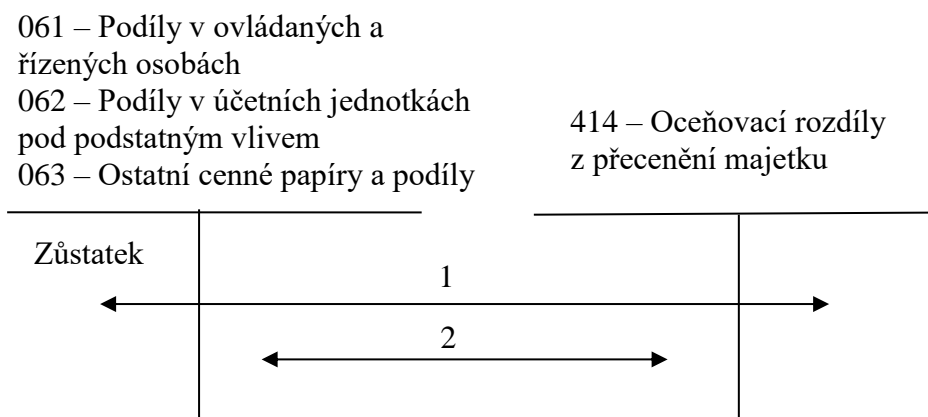 061 – Podíly v ovládaných a
řízených osobách
062 – Podíly v účetních jednotkách
pod podstatným vlivem
063 – Ostatní cenné papíry a podíly
414 – Oceňovací rozdíly
z přecenění majetku
Zůstatek
1
2